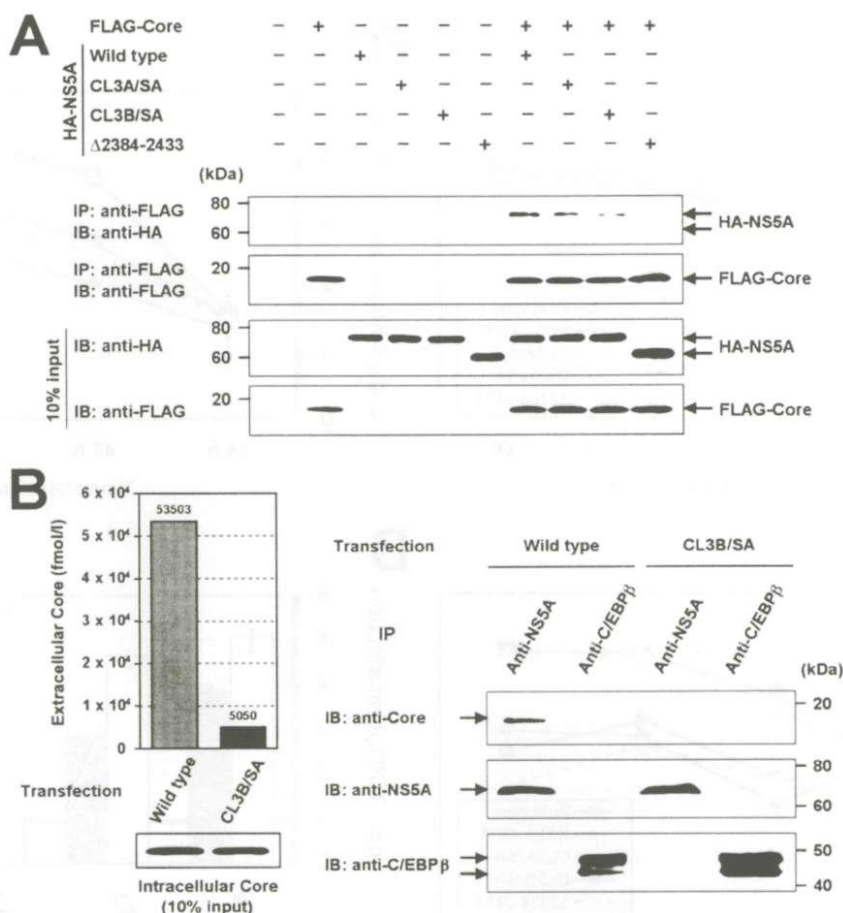 A
FLAG-Core − + − − − − + + + +
HA-NS5A
Wild type − − + − − − + − − −
CL3A/SA − − − + − − − + − −
CL3B/SA − − − − + − − − + −
Δ2384-2433 − − − − − + − − − +
(kDa)
IP: anti-FLAG
IB: anti-HA
80
60
HA-NS5A
IP: anti-FLAG
IB: anti-FLAG
20
FLAG-Core
10% input
IB: anti-HA
80
60
HA-NS5A
IB: anti-FLAG
20
FLAG-Core
B
Extracellular Core (fmol/l)
6 x 10⁴
5 x 10⁴
4 x 10⁴
3 x 10⁴
2 x 10⁴
1 x 10⁴
0
53503
5050
Transfection
Wild type
CL3B/SA
Intracellular Core
(10% input)
Transfection Wild type CL3B/SA
IP
Anti-NS5A
Anti-C/EBPβ
Anti-NS5A
Anti-C/EBPβ
(kDa)
IB: anti-Core
20
IB: anti-NS5A
80
60
IB: anti-C/EBPβ
50
40